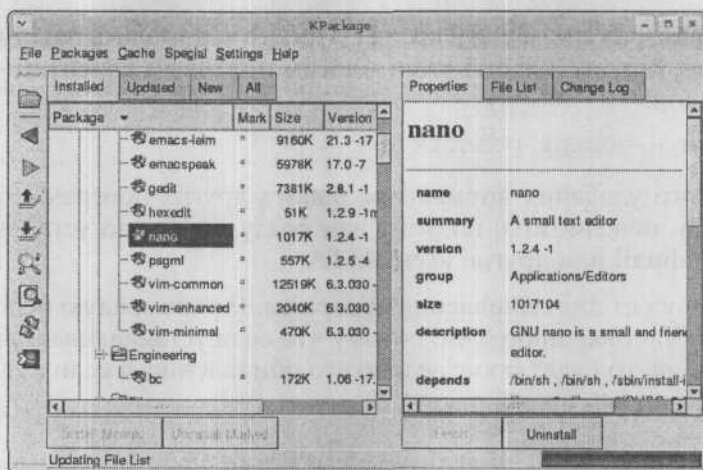 KPackage
File Packages Cache Special Settings Help
Installed Updated New All
Package Mark Size Version
emacs-leim 9160K 21.3 -17
emacspeak 5978K 17.0 -7
gedit 7381K 2.8.1 -1
hexedit 51K 1.2.9 -1n
nano 1017K 1.2.4 -1
psgml 557K 1.2.5 -4
vim-common 12519K 6.3.030 -
vim-enhanced 2040K 6.3.030 -
vim-minimal 470K 6.3.030 -
Engineering
bc 172K 1.06 -17.
Install Marked Uninstall Marked
Updating File List
Properties File List Change Log
nano
name nano
summary A small text editor
version 1.2.4 -1
group Applications/Editors
size 1017104
description GNU nano is a small and frienc
editor.
depends /bin/sh , /bin/sh , /sbin/install-i
Uninstall